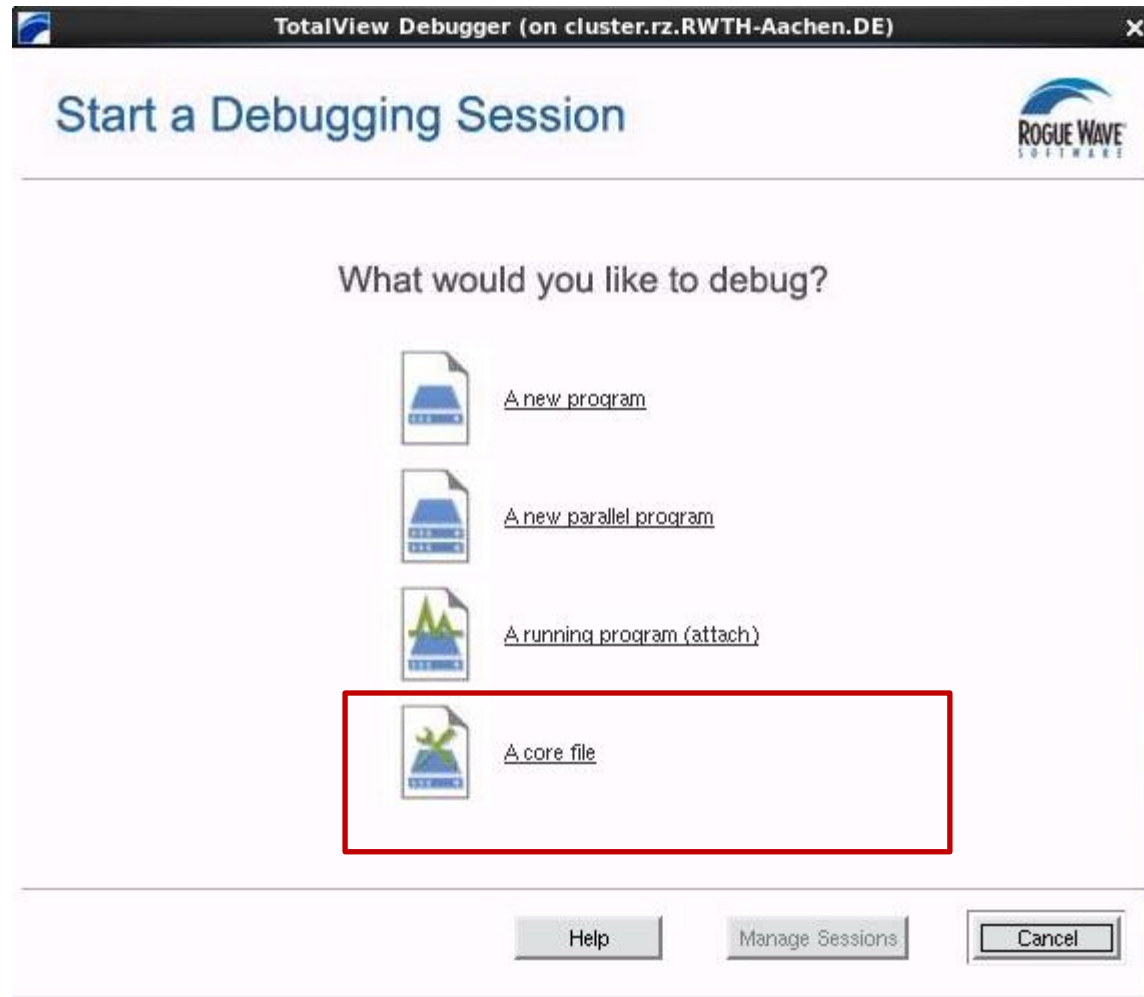 TotalView Debugger (on cluster.rz.RWTH-Aachen.DE)
Start a Debugging Session
ROGUE WAVE
SOFTWARE
What would you like to debug?
A new program
A new parallel program
A running program (attach)
A core file
Help
Manage Sessions
Cancel